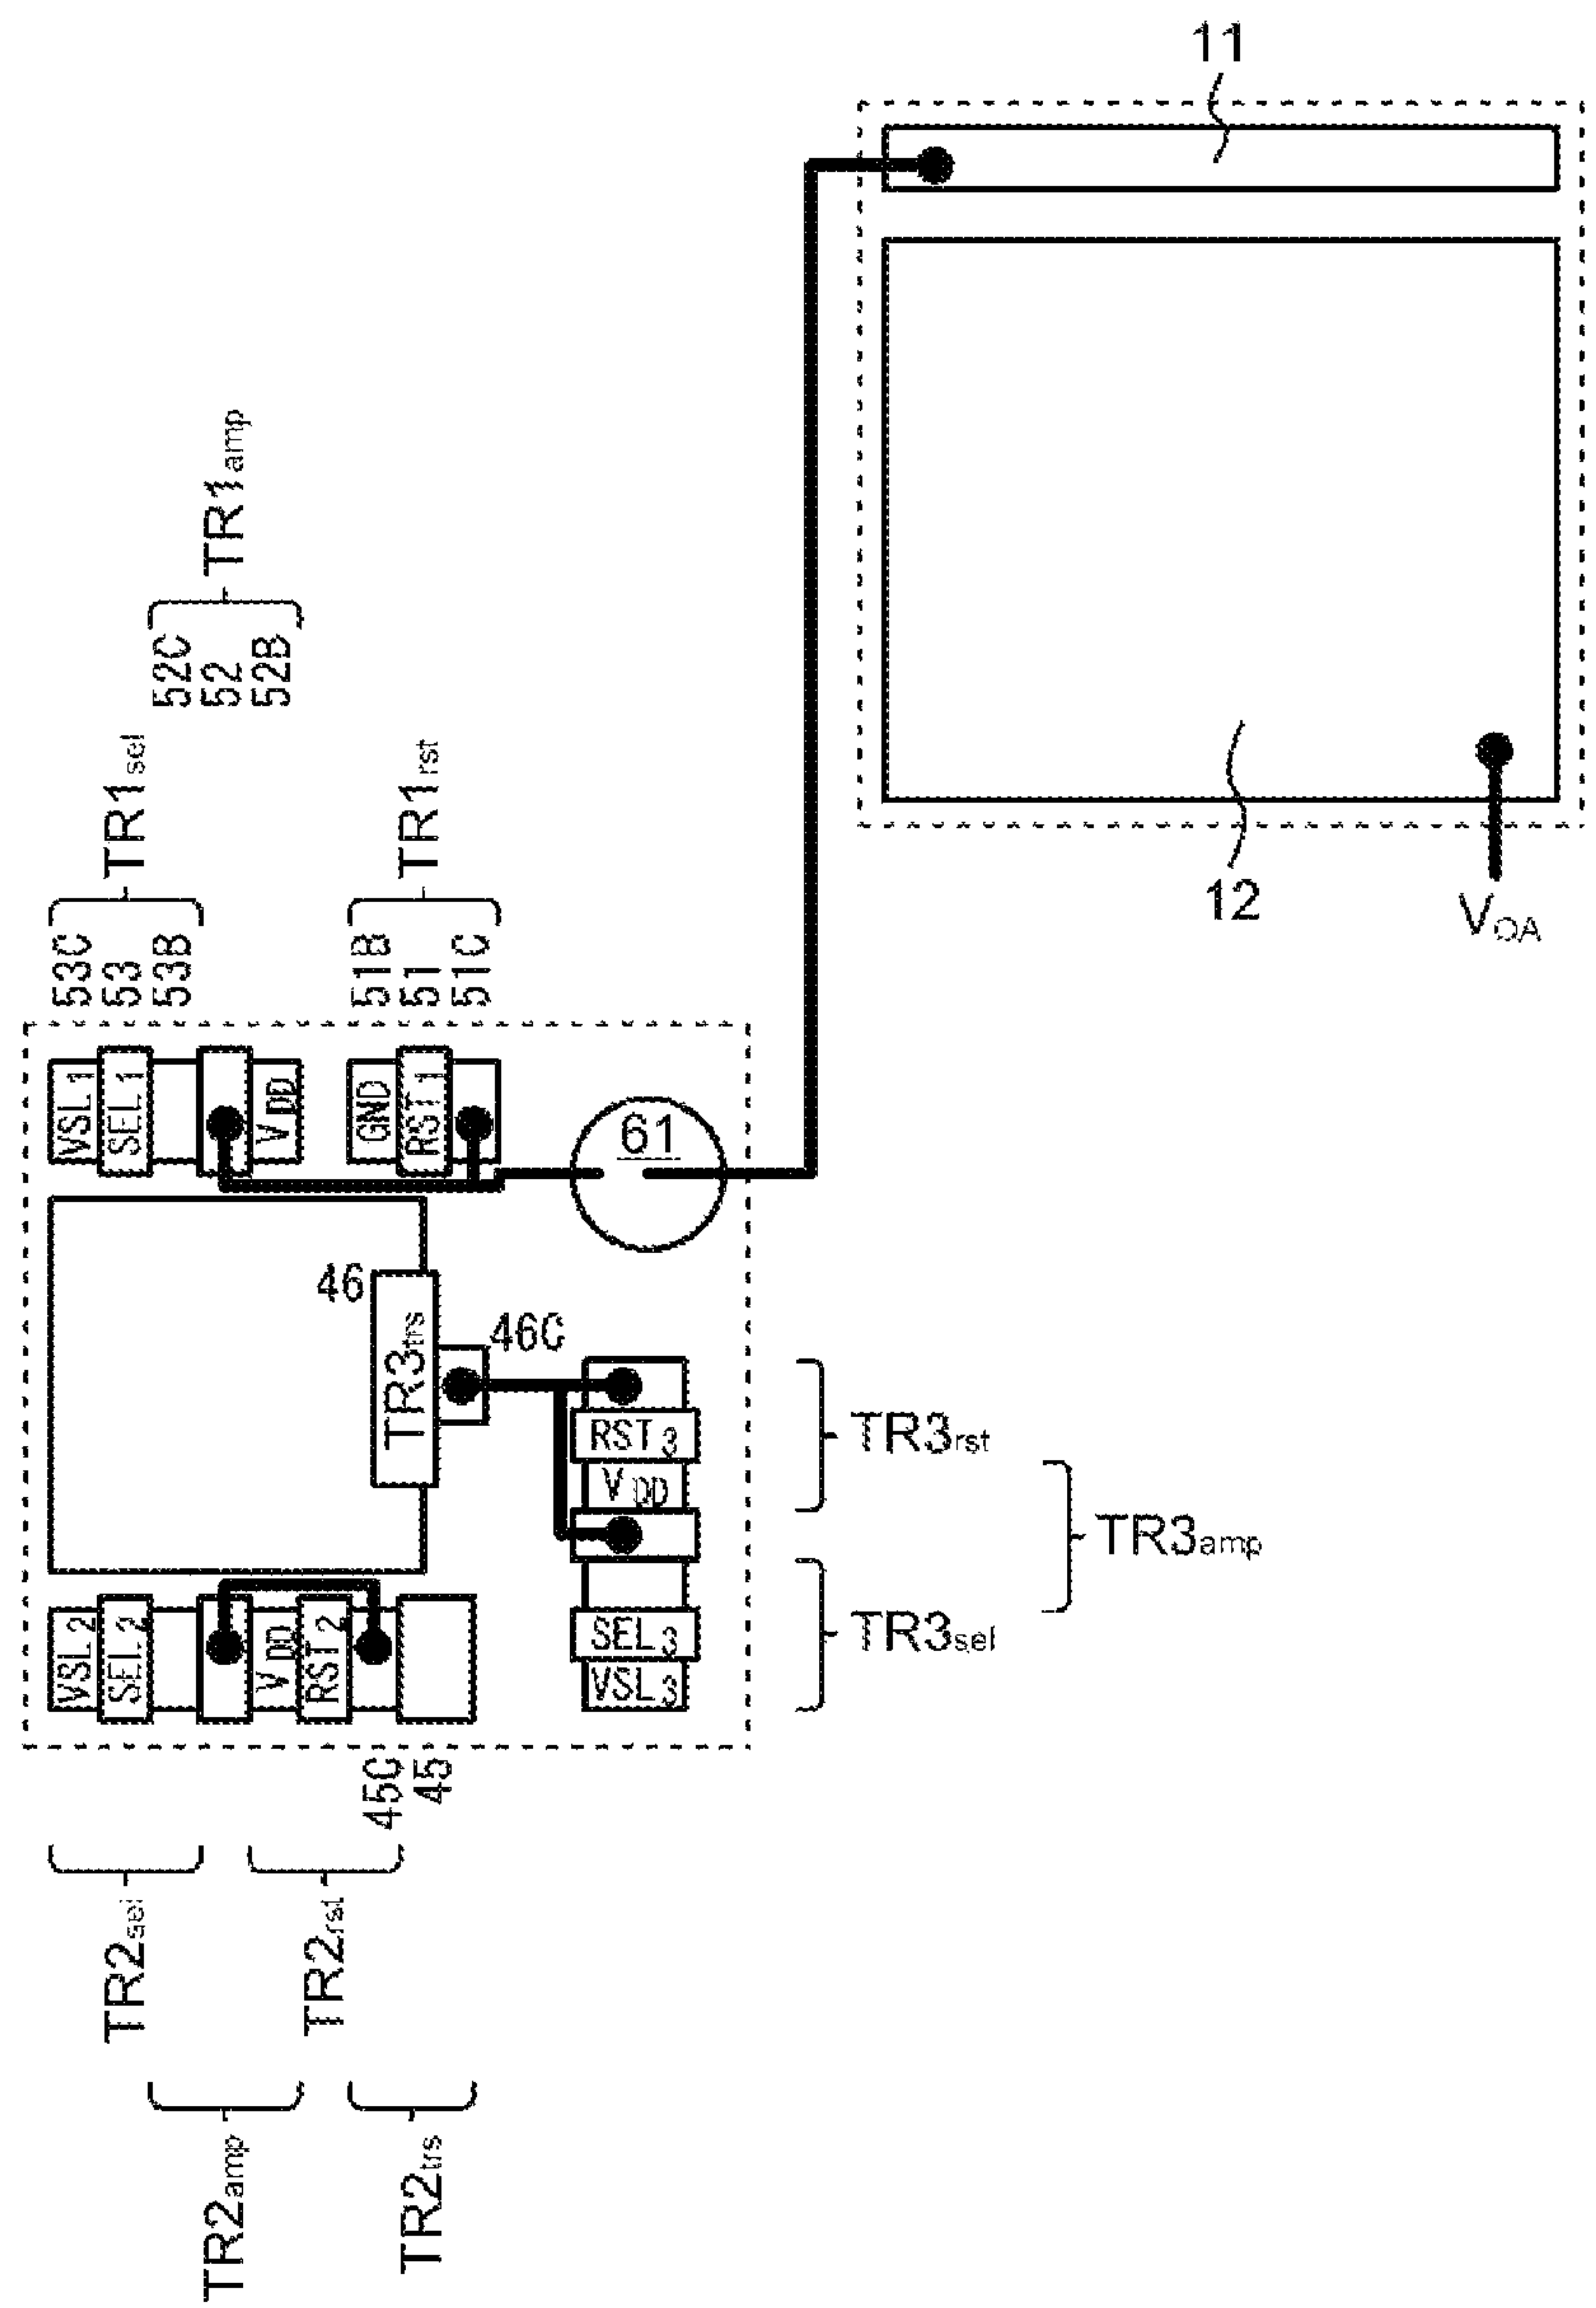 11
TR1amp
52C
52
52B
TR1sel
TR1rst
53C
53
53B
51B
51
51C
12
VOA
VSL1
SEL1
VDD
GND
RST1
61
46
TR3trs
46C
RST3
VDD
SEL3
VSL3
TR3rst
TR3amp
TR3sel
VSL2
SEL2
VDD
RST2
45C
45
TR2sel
TR2rst
TR2amp
TR2trs